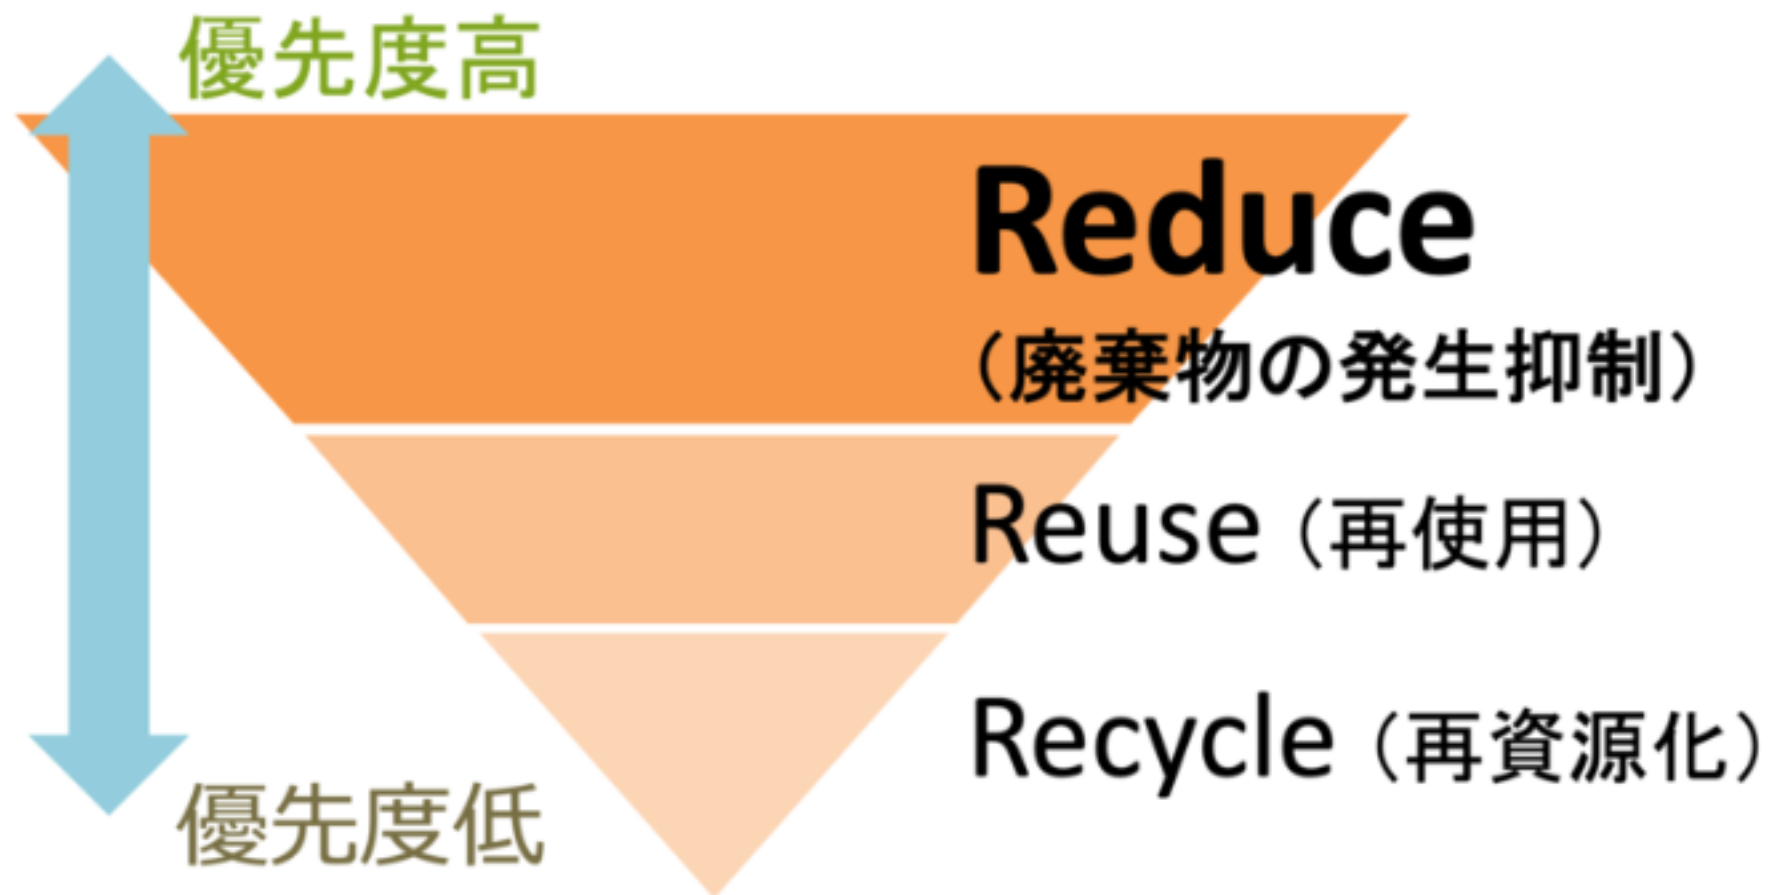 優先度高
Reduce
（廃棄物の発生抑制）
Reuse（再使用）
Recycle（再資源化）
優先度低